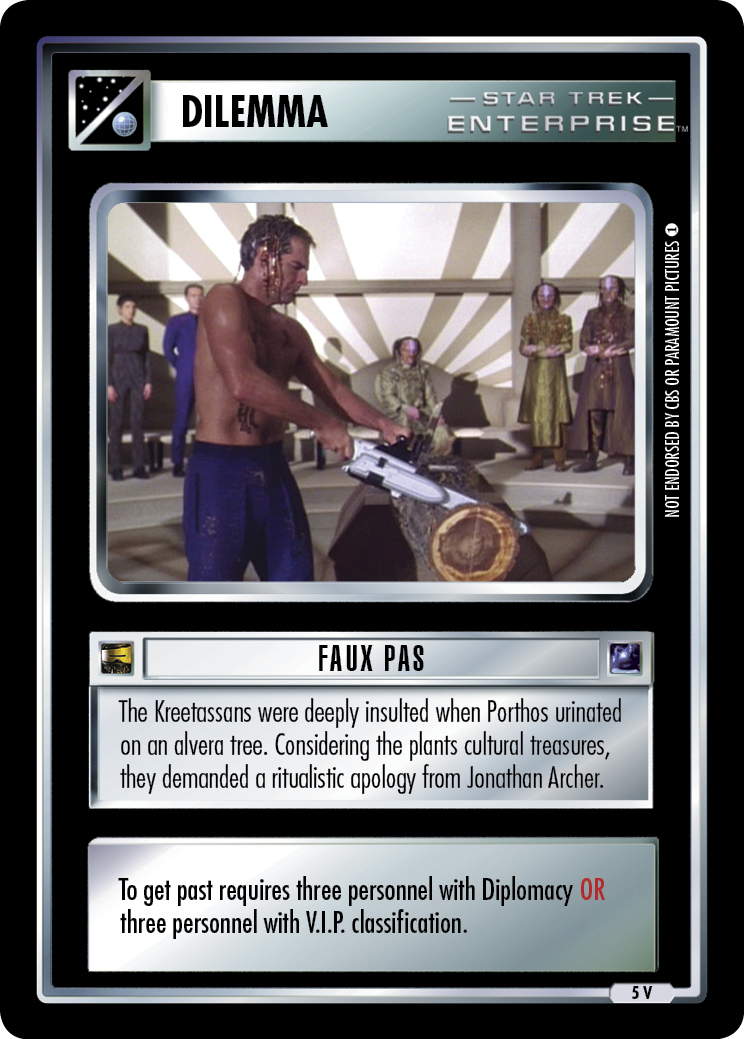 DILEMMA
STAR TREK
ENTERPRISE™
NOT ENDORSED BY CBS OR PARAMOUNT PICTURES 1
FAUX PAS
The Kreetassans were deeply insulted when Porthos urinated
on an alvera tree. Considering the plants cultural treasures,
they demanded a ritualistic apology from Jonathan Archer.
To get past requires three personnel with Diplomacy OR
three personnel with V.I.P. classification.
5 V